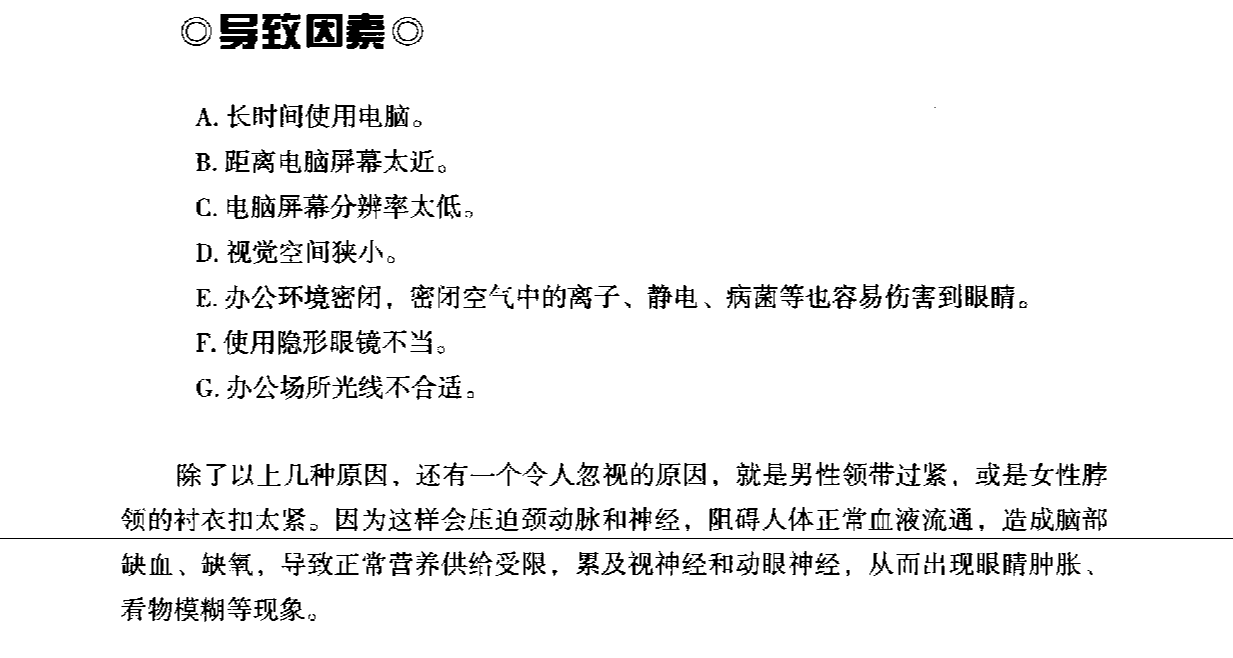 ◎导致因素◎
A. 长时间使用电脑。
B. 距离电脑屏幕太近。
C. 电脑屏幕分辨率太低。
D. 视觉空间狭小。
E. 办公环境密闭，密闭空气中的离子、静电、病菌等也容易伤害到眼睛。
F. 使用隐形眼镜不当。
G. 办公场所光线不合适。
除了以上几种原因，还有一个令人忽视的原因，就是男性领带过紧，或是女性脖
领的衬衣扣太紧。因为这样会压迫颈动脉和神经，阻碍人体正常血液流通，造成脑部
缺血、缺氧，导致正常营养供给受限，累及视神经和动眼神经，从而出现眼睛肿胀、
看物模糊等现象。